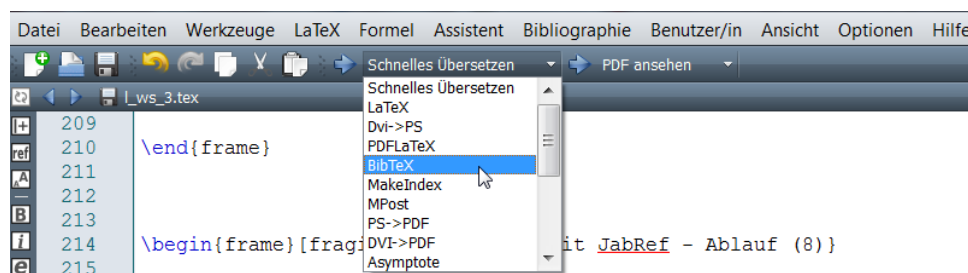 Datei Bearbeiten Werkzeuge LaTeX Formel Assistent Bibliographie Benutzer/in Ansicht Optionen Hilfe
Schnelles Übersetzen PDF ansehen
l_ws_3.tex
Schnelles Übersetzen
LaTeX
Dvi->PS
PDFLaTeX
BibTeX
MakeIndex
MPost
PS->PDF
DVI->PDF
Asymptote
ref
B
i
e
209
210 \end{frame}
211
212
213
214 \begin{frame}[fragi it JabRef - Ablauf (8)}
215